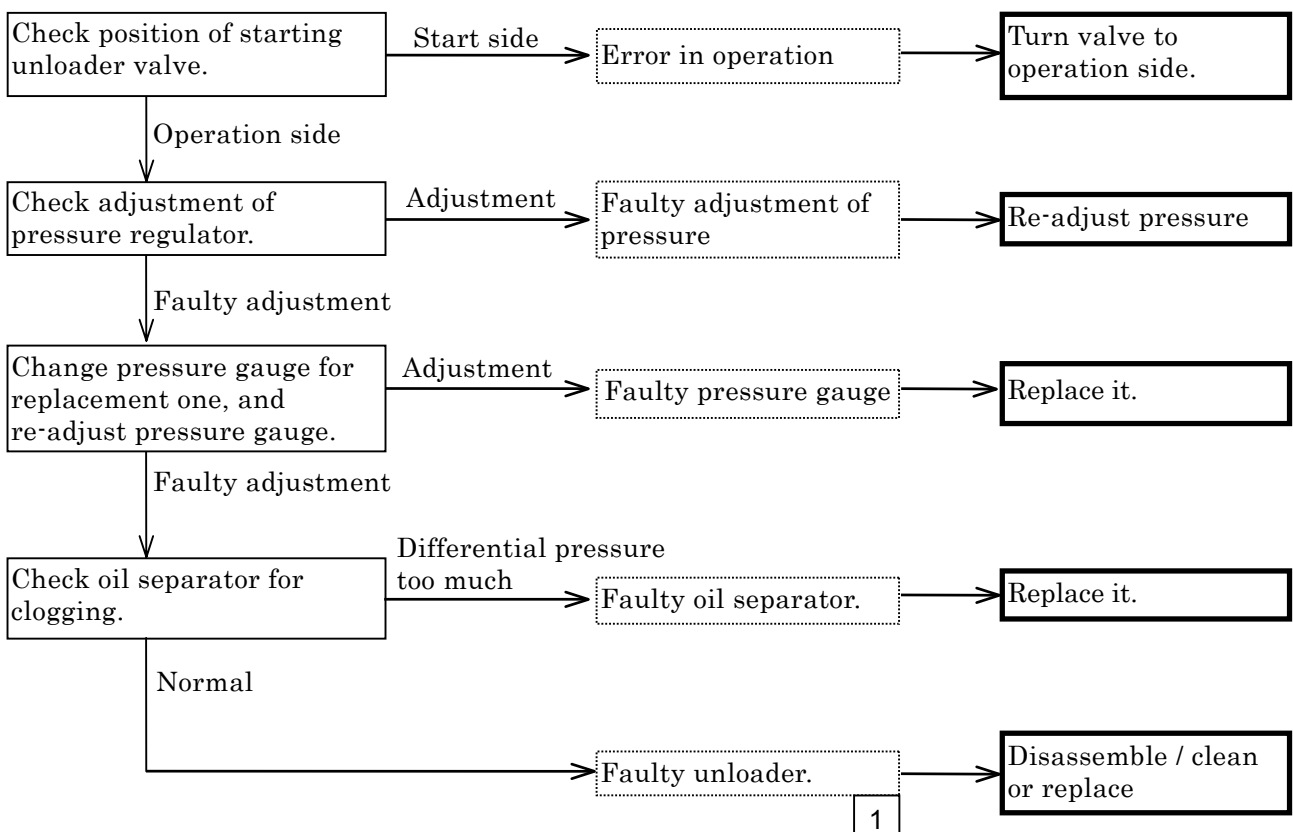 Check position of starting
unloader valve.
Start side
Error in operation
Turn valve to
operation side.
Operation side
Check adjustment of
pressure regulator.
Adjustment
Faulty adjustment of
pressure
Re-adjust pressure
Faulty adjustment
Change pressure gauge for
replacement one, and
re-adjust pressure gauge.
Adjustment
Faulty pressure gauge
Replace it.
Faulty adjustment
Check oil separator for
clogging.
Differential pressure
too much
Faulty oil separator.
Replace it.
Normal
Faulty unloader.
Disassemble / clean
or replace
1